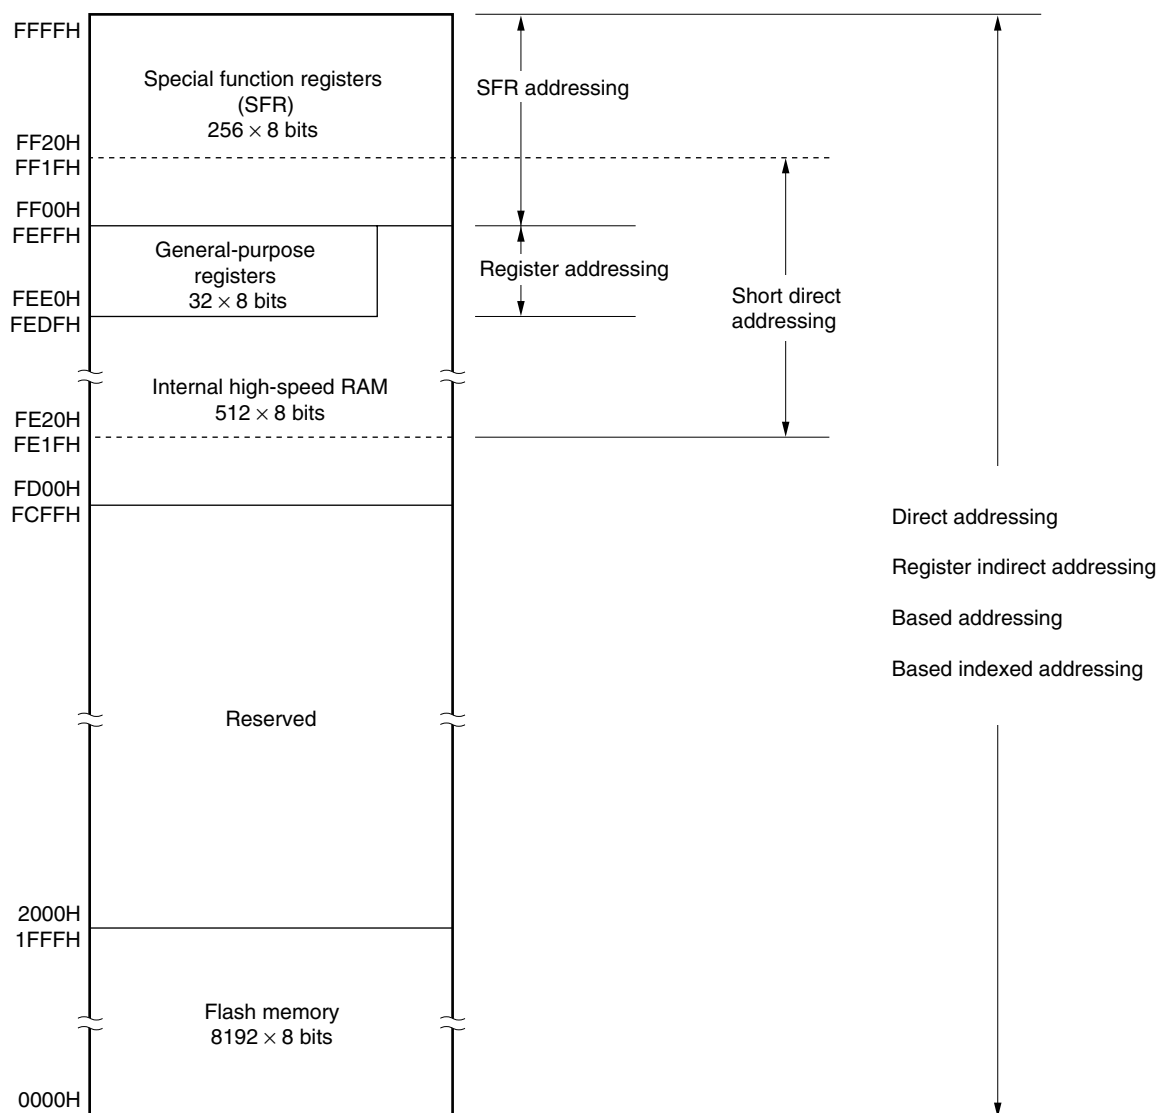 FFFFH
Special function registers
(SFR)
256 × 8 bits
SFR addressing
FF20H
FF1FH
FF00H
FEFFH
General-purpose
registers
32 × 8 bits
Register addressing
Short direct
addressing
FEE0H
FEDFH
Internal high-speed RAM
512 × 8 bits
FE20H
FE1FH
FD00H
FCFFH
Direct addressing
Register indirect addressing
Based addressing
Based indexed addressing
Reserved
2000H
1FFFH
Flash memory
8192 × 8 bits
0000H